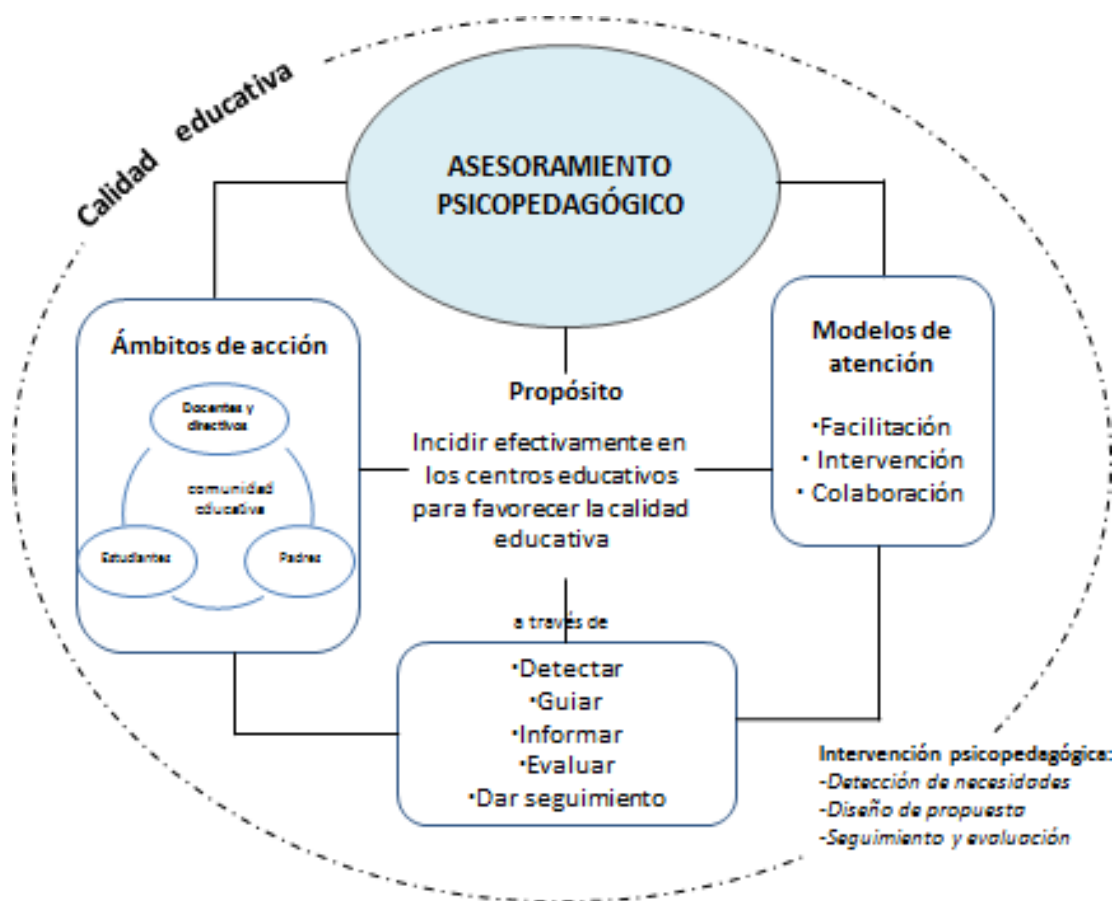 Calidad educativa
ASESORAMIENTO
PSICOPEDAGÓGICO
Ámbitos de acción
Docentes y
directivos
comunidad
educativa
Estudiantes
Padres
Propósito
Incidir efectivamente en
los centros educativos
para favorecer la calidad
educativa
Modelos de
atención
·Facilitación
· Intervención
· Colaboración
a través de
·Detectar
·Guiar
·Informar
·Evaluar
·Dar seguimiento
Intervención psicopedagógica:
-Detección de necesidades
-Diseño de propuesta
-Seguimiento y evaluación